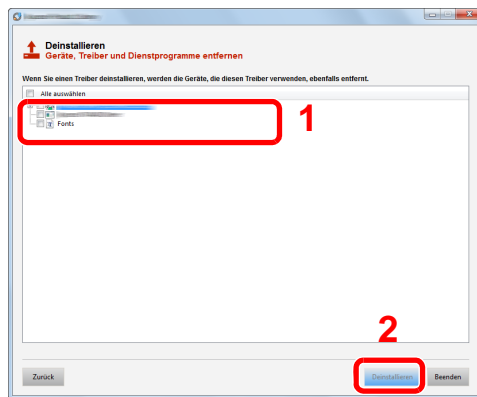 Deinstallieren
Geräte, Treiber und Dienstprogramme entfernen
Wenn Sie einen Treiber deinstallieren, werden die Geräte, die diesen Treiber verwenden, ebenfalls entfernt.
Alle auswählen
1
Fonts
2
Zurück
Deinstallieren
Beenden